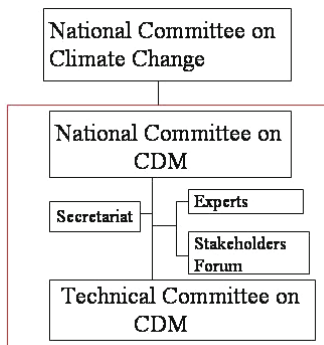 National Committee on
Climate Change
National Committee on
CDM
Secretariat
Experts
Stakeholders
Forum
Technical Committee on
CDM